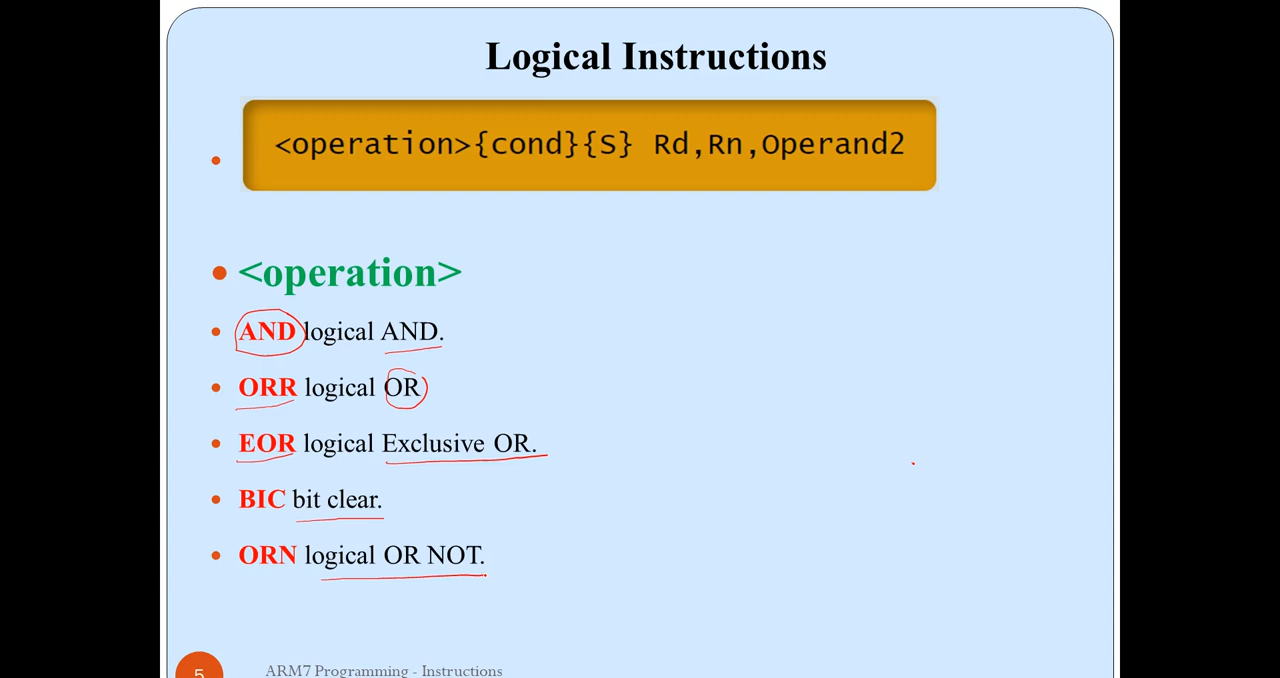 Logical Instructions
• <operation>{cond}{S} Rd,Rn,Operand2
• <operation>
• AND logical AND.
• ORR logical OR
• EOR logical Exclusive OR.
• BIC bit clear.
• ORN logical OR NOT.
5 ARM7 Programming - Instructions